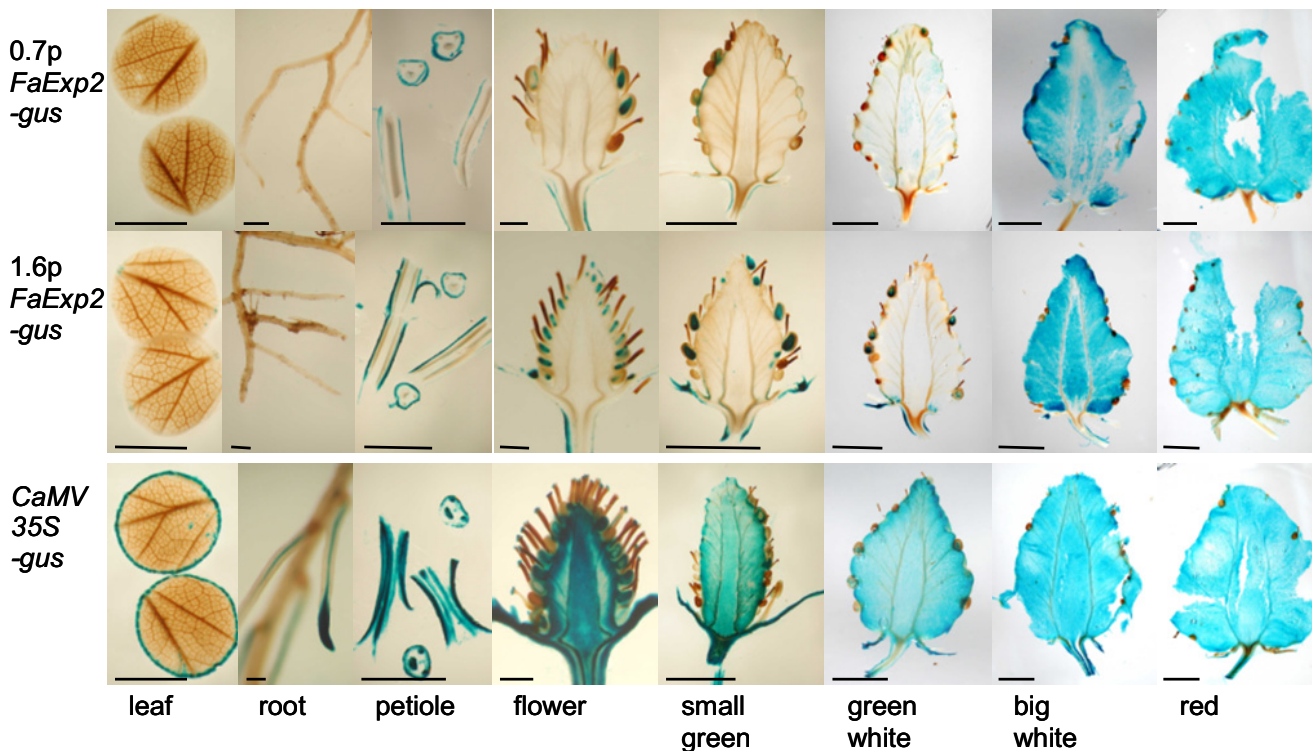 0.7p
FaExp2
-gus
1.6p
FaExp2
-gus
CaMV
35S
-gus
leaf root petiole flower small green big red
green white white